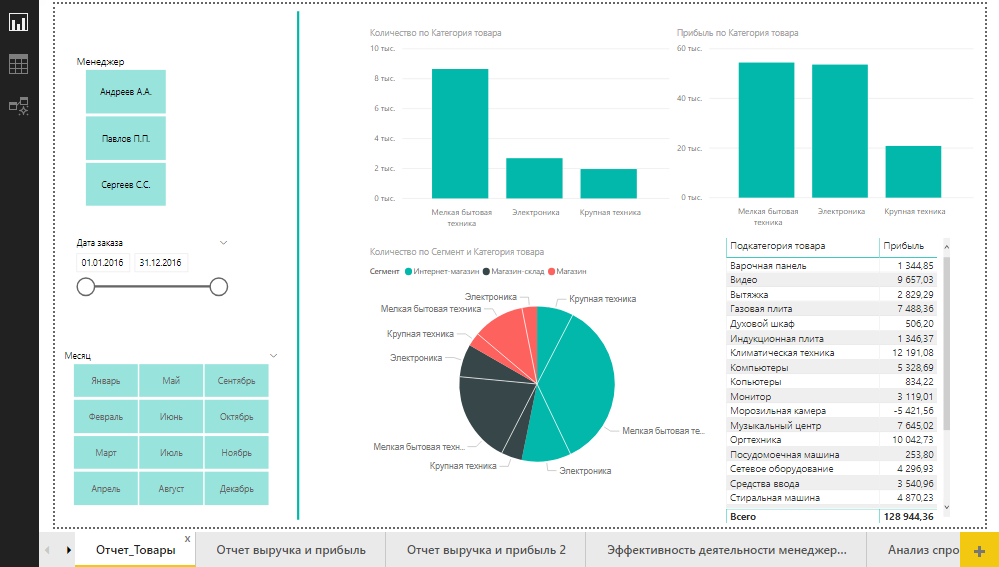 Менеджер
Андреев А.А.
Павлов П.П.
Сергеев С.С.
Дата заказа
01.01.2016 31.12.2016
Месяц
Январь Май Сентябрь
Февраль Июнь Октябрь
Март Июль Ноябрь
Апрель Август Декабрь
Количество по Категория товара
10 тыс.
8 тыс.
6 тыс.
4 тыс.
2 тыс.
0 тыс.
Мелкая бытовая
техника
Электроника
Крупная техника
Прибыль по Категория товара
60 тыс.
40 тыс.
20 тыс.
0 тыс.
Мелкая бытовая
техника
Электроника
Крупная техника
Количество по Сегмент и Категория товара
Сегмент Интернет-магазин Магазин-склад Магазин
Электроника
Крупная техника
Мелкая бытовая техника
Крупная техника
Электроника
Мелкая бытовая те...
Мелкая бытовая техн...
Крупная техника
Электроника
Подкатегория товара Прибыль
Варочная панель 1 344,85
Видео 9 657,03
Вытяжка 2 829,29
Газовая плита 7 488,36
Духовой шкаф 506,20
Индукционная плита 1 346,37
Климатическая техника 12 191,08
Компьютеры 5 328,69
Копьютеры 834,22
Монитор 3 119,01
Морозильная камера -5 421,56
Музыкальный центр 7 645,02
Оргтехника 10 042,73
Посудомоечная машина 253,80
Сетевое оборудование 4 296,93
Средства ввода 3 540,96
Стиральная машина 4 870,23
Всего 128 944,36
Отчет_Товары x
Отчет выручка и прибыль
Отчет выручка и прибыль 2
Эффективность деятельности менеджер...
Анализ спро
+